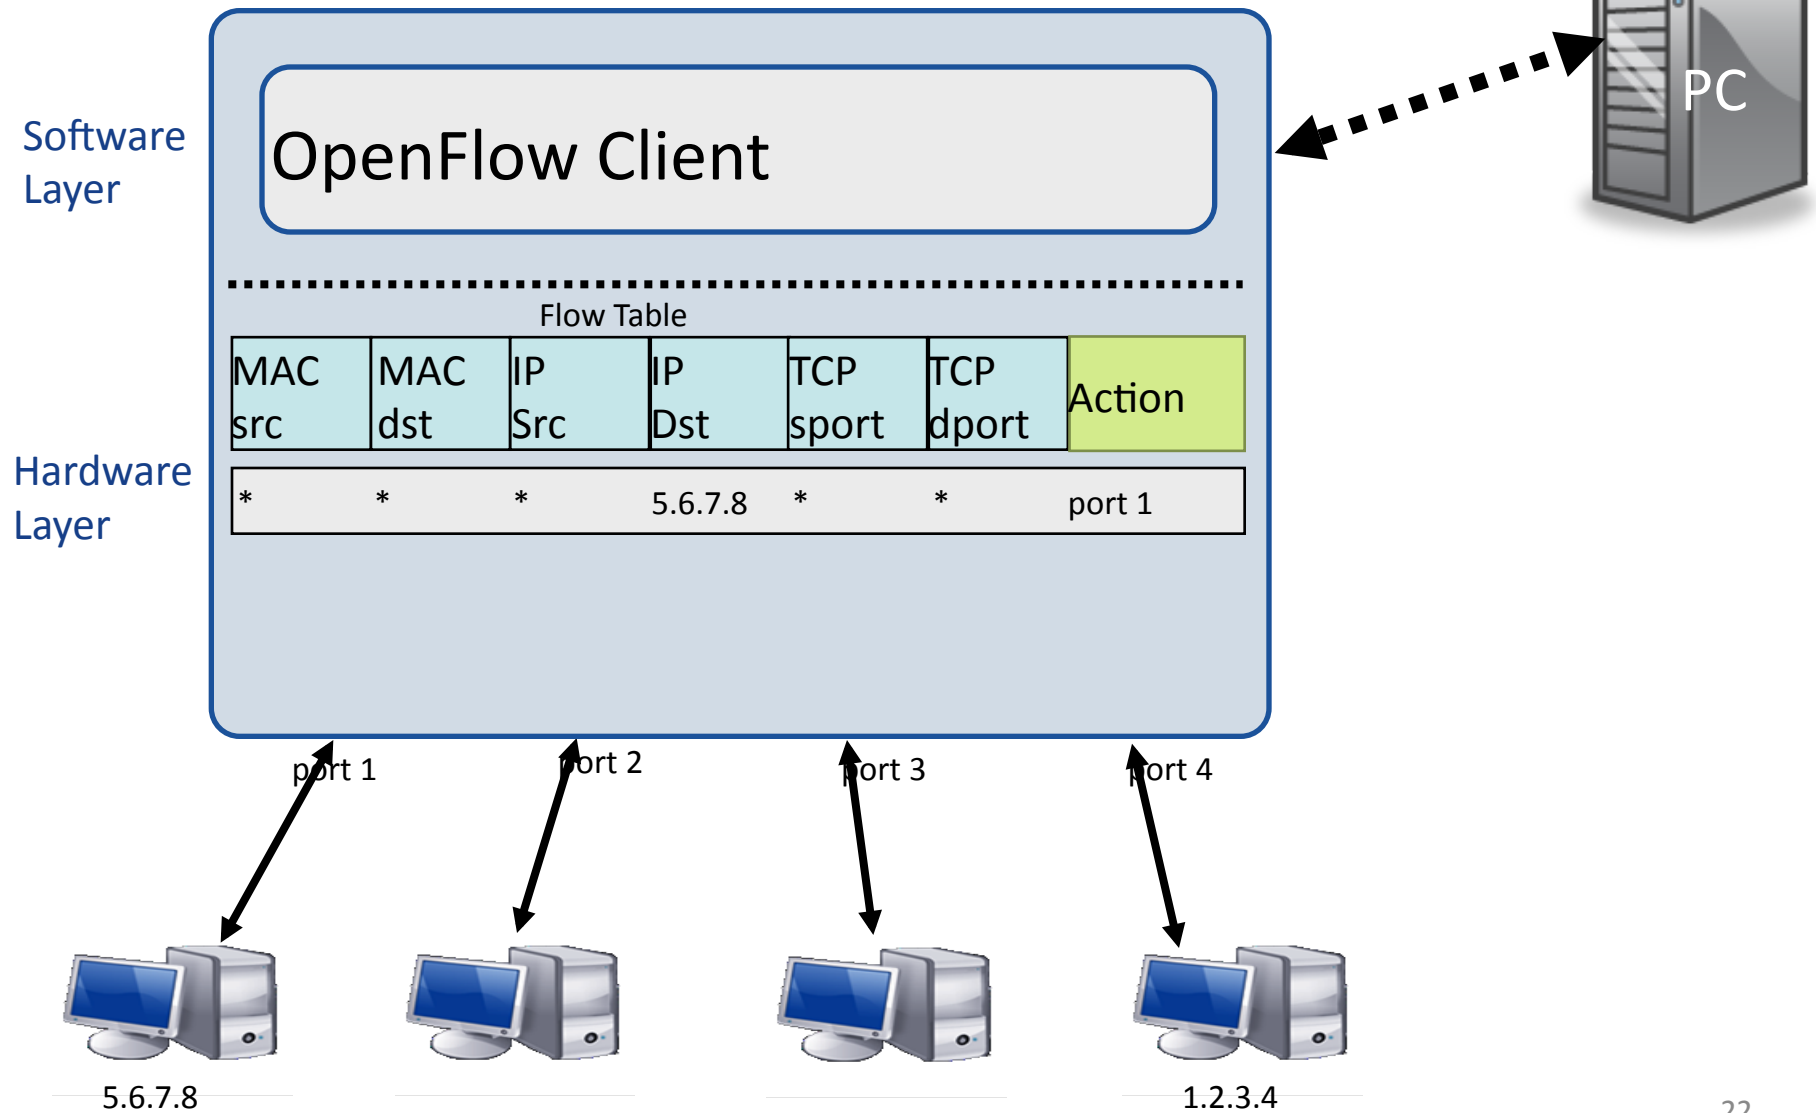 PC
Software
Layer
OpenFlow Client
Flow Table
MAC src
MAC dst
IP Src
IP Dst
TCP sport
TCP dport
Action
Hardware
Layer
* * * 5.6.7.8 * * port 1
port 1
port 2
port 3
port 4
5.6.7.8
1.2.3.4
22